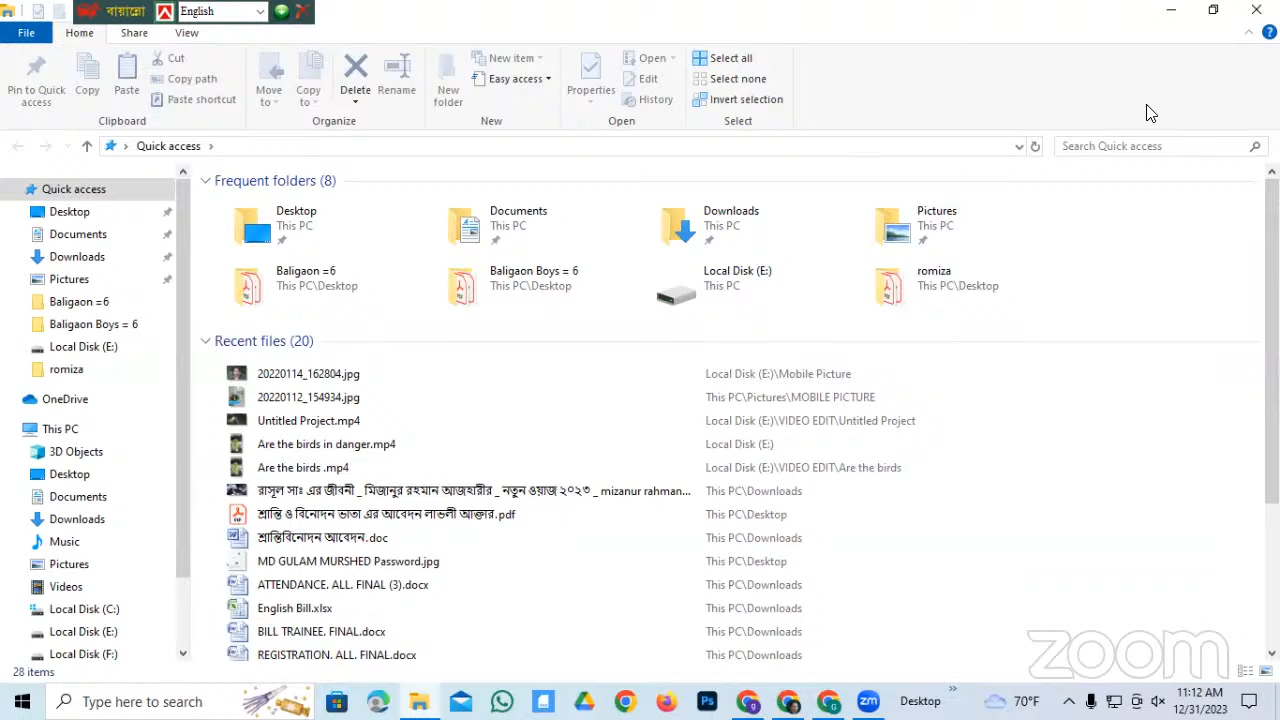 বায়ান্নো English
File Home Share View
Pin to Quick access
Copy
Paste
Cut
Copy path
Paste shortcut
Clipboard
Move to
Copy to
Delete
Rename
Organize
New folder
New item
Easy access
New
Properties
Open
Edit
History
Open
Select all
Select none
Invert selection
Select
Quick access
Search Quick access
Quick access
Desktop
Documents
Downloads
Pictures
Baligaon =6
Baligaon Boys = 6
Local Disk (E:)
romiza
OneDrive
This PC
3D Objects
Desktop
Documents
Downloads
Music
Pictures
Videos
Local Disk (C:)
Local Disk (E:)
Local Disk (F:)
Frequent folders (8)
Desktop
This PC
Documents
This PC
Downloads
This PC
Pictures
This PC
Baligaon =6
This PC\Desktop
Baligaon Boys = 6
This PC\Desktop
Local Disk (E:)
This PC
romiza
This PC\Desktop
Recent files (20)
20220114_162804.jpg Local Disk (E:)\Mobile Picture
20220112_154934.jpg This PC\Pictures\MOBILE PICTURE
Untitled Project.mp4 Local Disk (E:)\VIDEO EDIT\Untitled Project
Are the birds in danger.mp4 Local Disk (E:)
Are the birds .mp4 Local Disk (E:)\VIDEO EDIT\Are the birds
রাসূল সাঃ এর জীবনী _ মিজানুর রহমান আজহারীর _ নতুন ওয়াজ ২০২৩ _ mizanur rahman... This PC\Downloads
শ্রান্তি ও বিনোদন ভাতা এর আবেদন লাভলী আক্তার.pdf This PC\Desktop
শ্রান্তিবিনোদন আবেদন.doc This PC\Downloads
MD GULAM MURSHED Password.jpg This PC\Desktop
ATTENDANCE. ALL. FINAL (3).docx This PC\Downloads
English Bill.xlsx This PC\Downloads
BILL TRAINEE. FINAL.docx This PC\Downloads
REGISTRATION. ALL. FINAL.docx This PC\Downloads
zoom
28 items
Type here to search
Ps
zm
Desktop
70°F
11:12 AM
12/31/2023